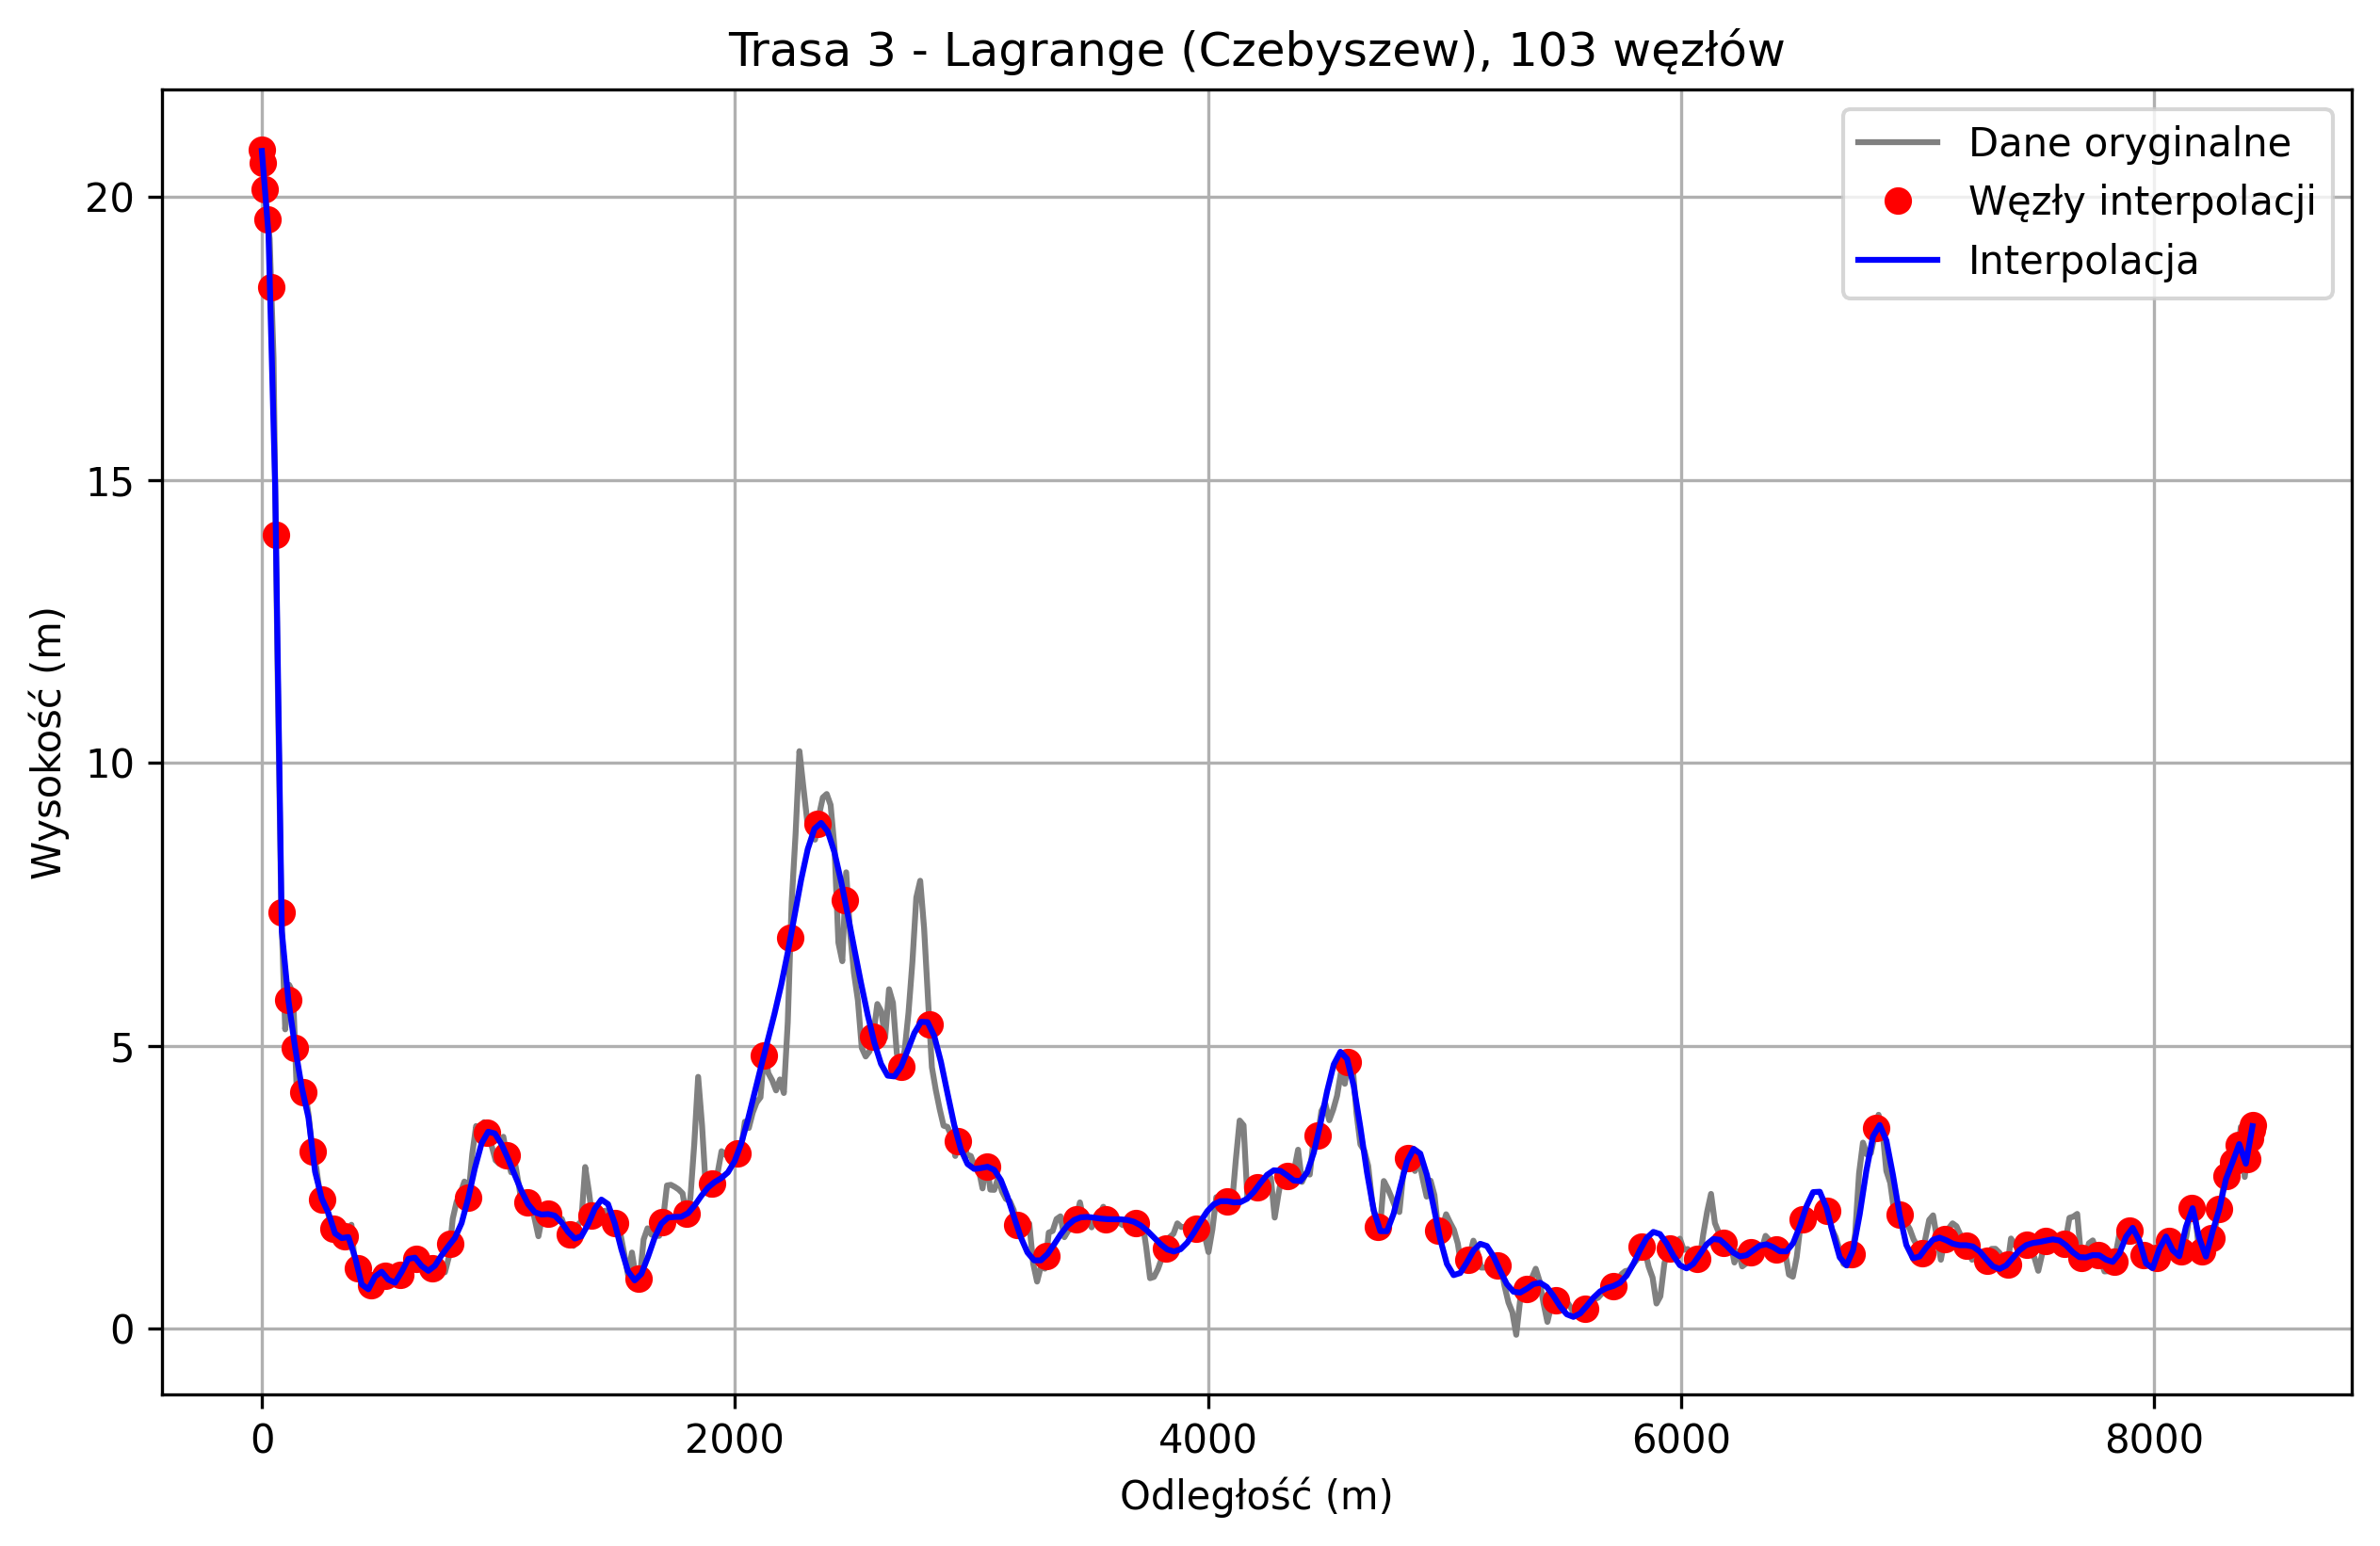 Trasa 3 - Lagrange (Czebyszew), 103 węzłów
Dane oryginalne
Węzły interpolacji
Interpolacja
Wysokość (m)
20
15
10
5
0
0 2000 4000 6000 8000
Odległość (m)